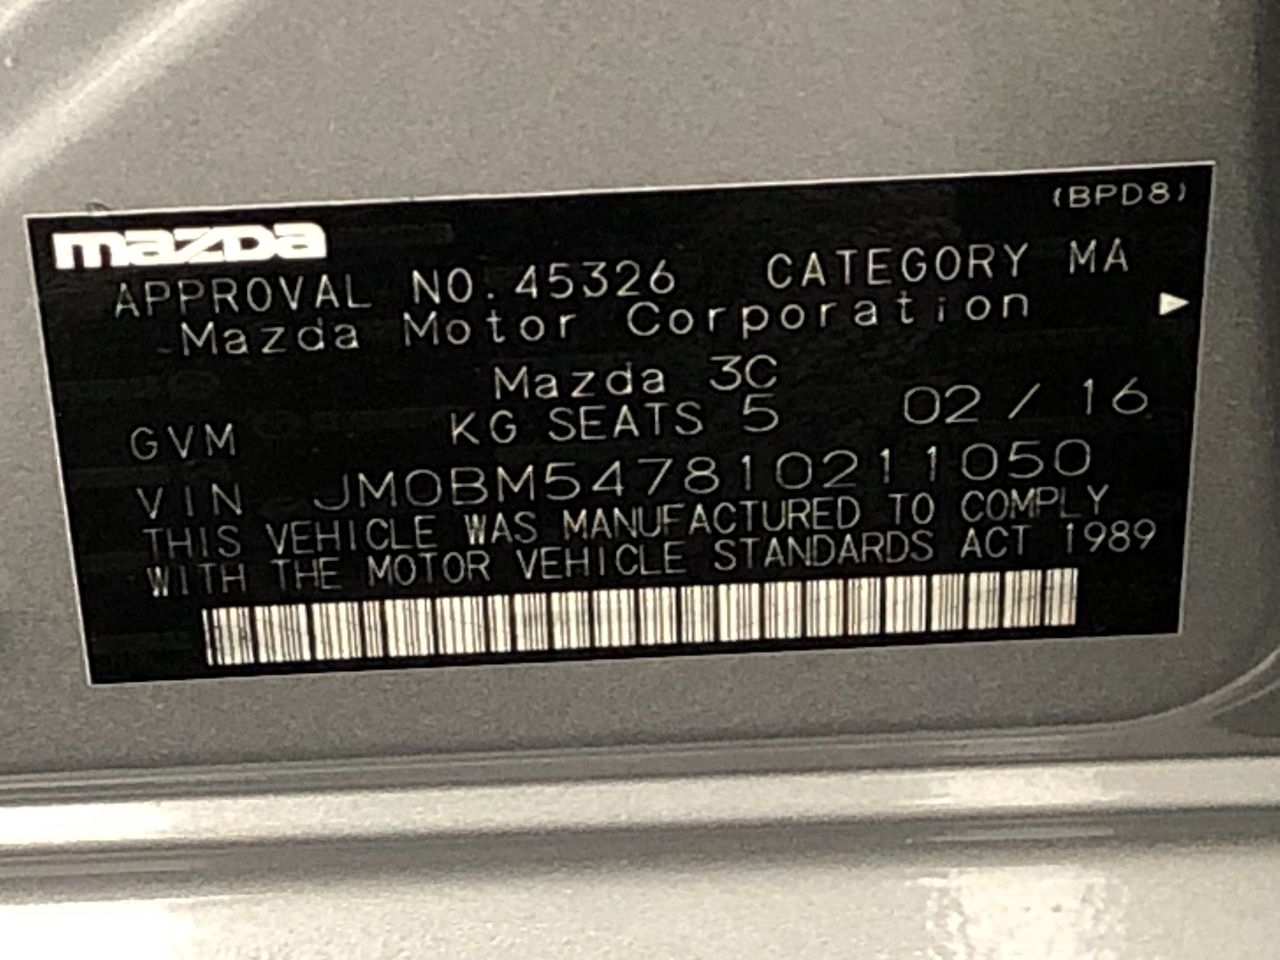 (BPD8)
mazda
APPROVAL NO. 45326 CATEGORY MA
Mazda Motor Corporation
Mazda 3C
GVM KG SEATS 5 02 / 16
VIN JM0BM547810211050
THIS VEHICLE WAS MANUFACTURED TO COMPLY
WITH THE MOTOR VEHICLE STANDARDS ACT 1989